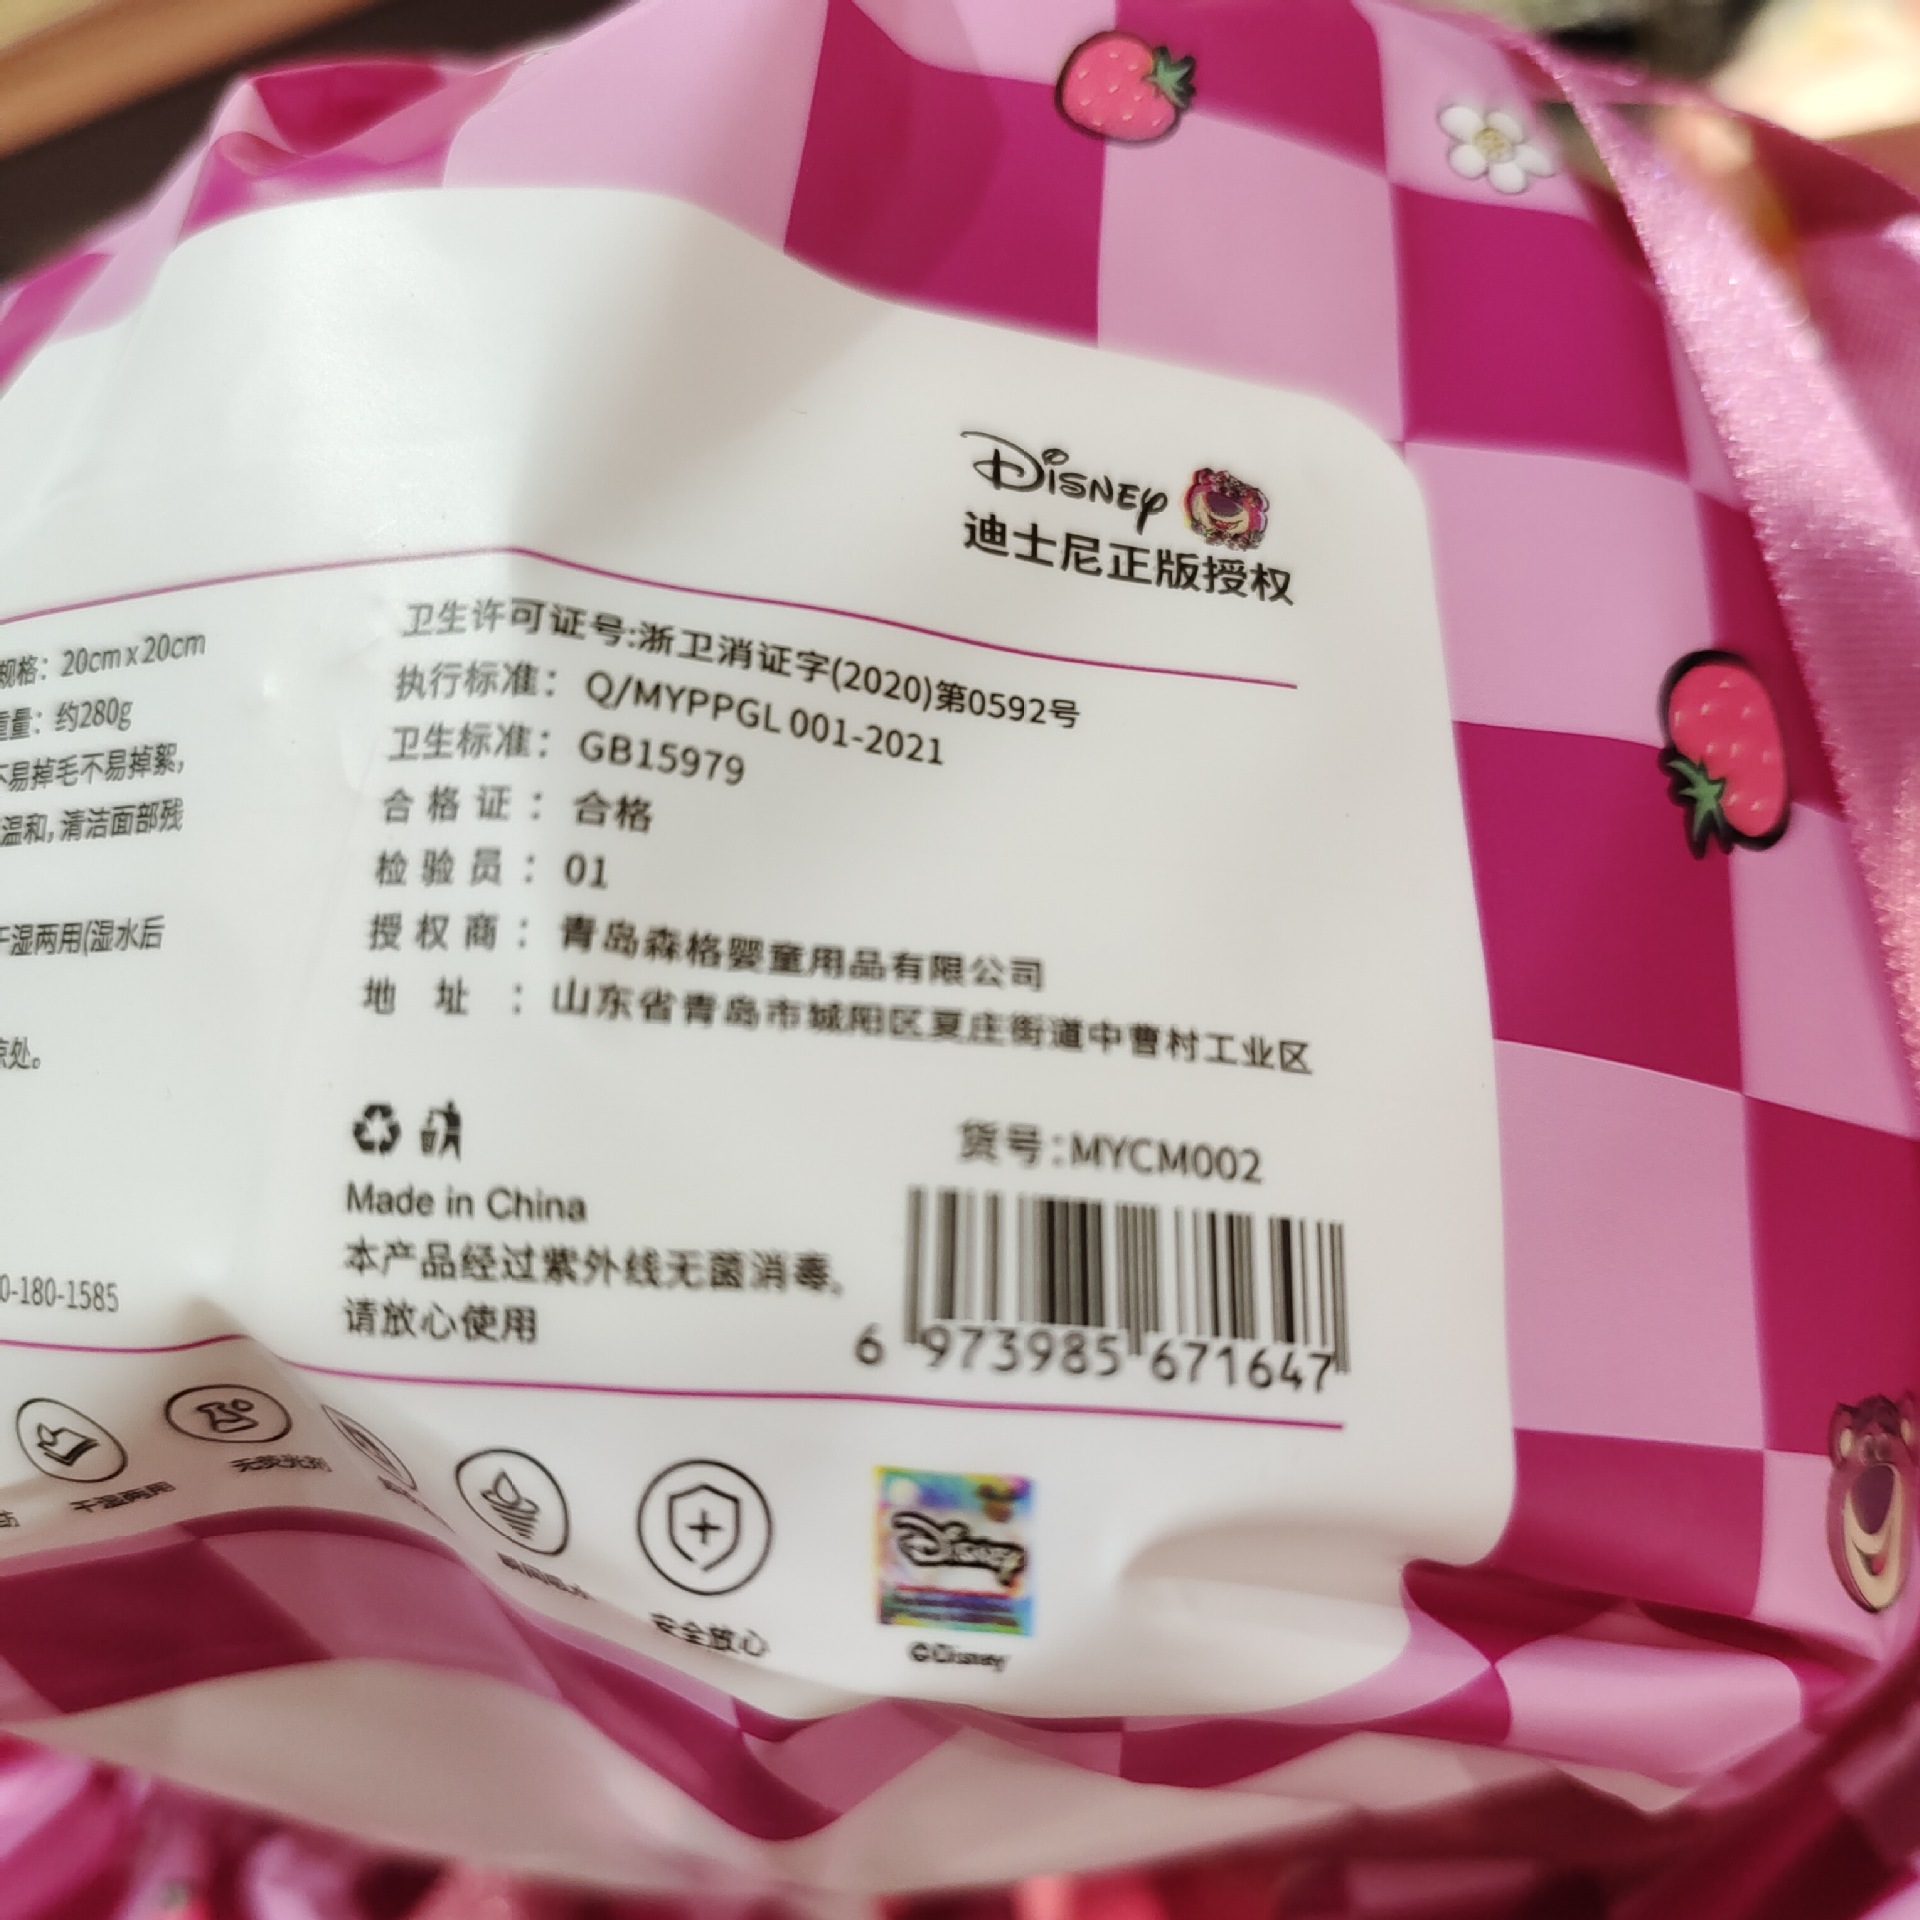 Disney
迪士尼正版授权
规格：20cm x 20cm
重量：约280g
不易掉毛不易掉絮，
温和，清洁面部残
干湿两用(湿水后
凉处。
0-180-1585
卫生许可证号:浙卫消证字(2020)第0592号
执行标准：Q/MYPPGL 001-2021
卫生标准：GB15979
合格证：合格
检验员：01
授权商：青岛森格婴童用品有限公司
地址：山东省青岛市城阳区夏庄街道中曹村工业区
货号:MYCM002
Made in China
本产品经过紫外线无菌消毒,
请放心使用
6 973985 671647
干湿两用
无荧光剂
安全放心
Disney
©Disney